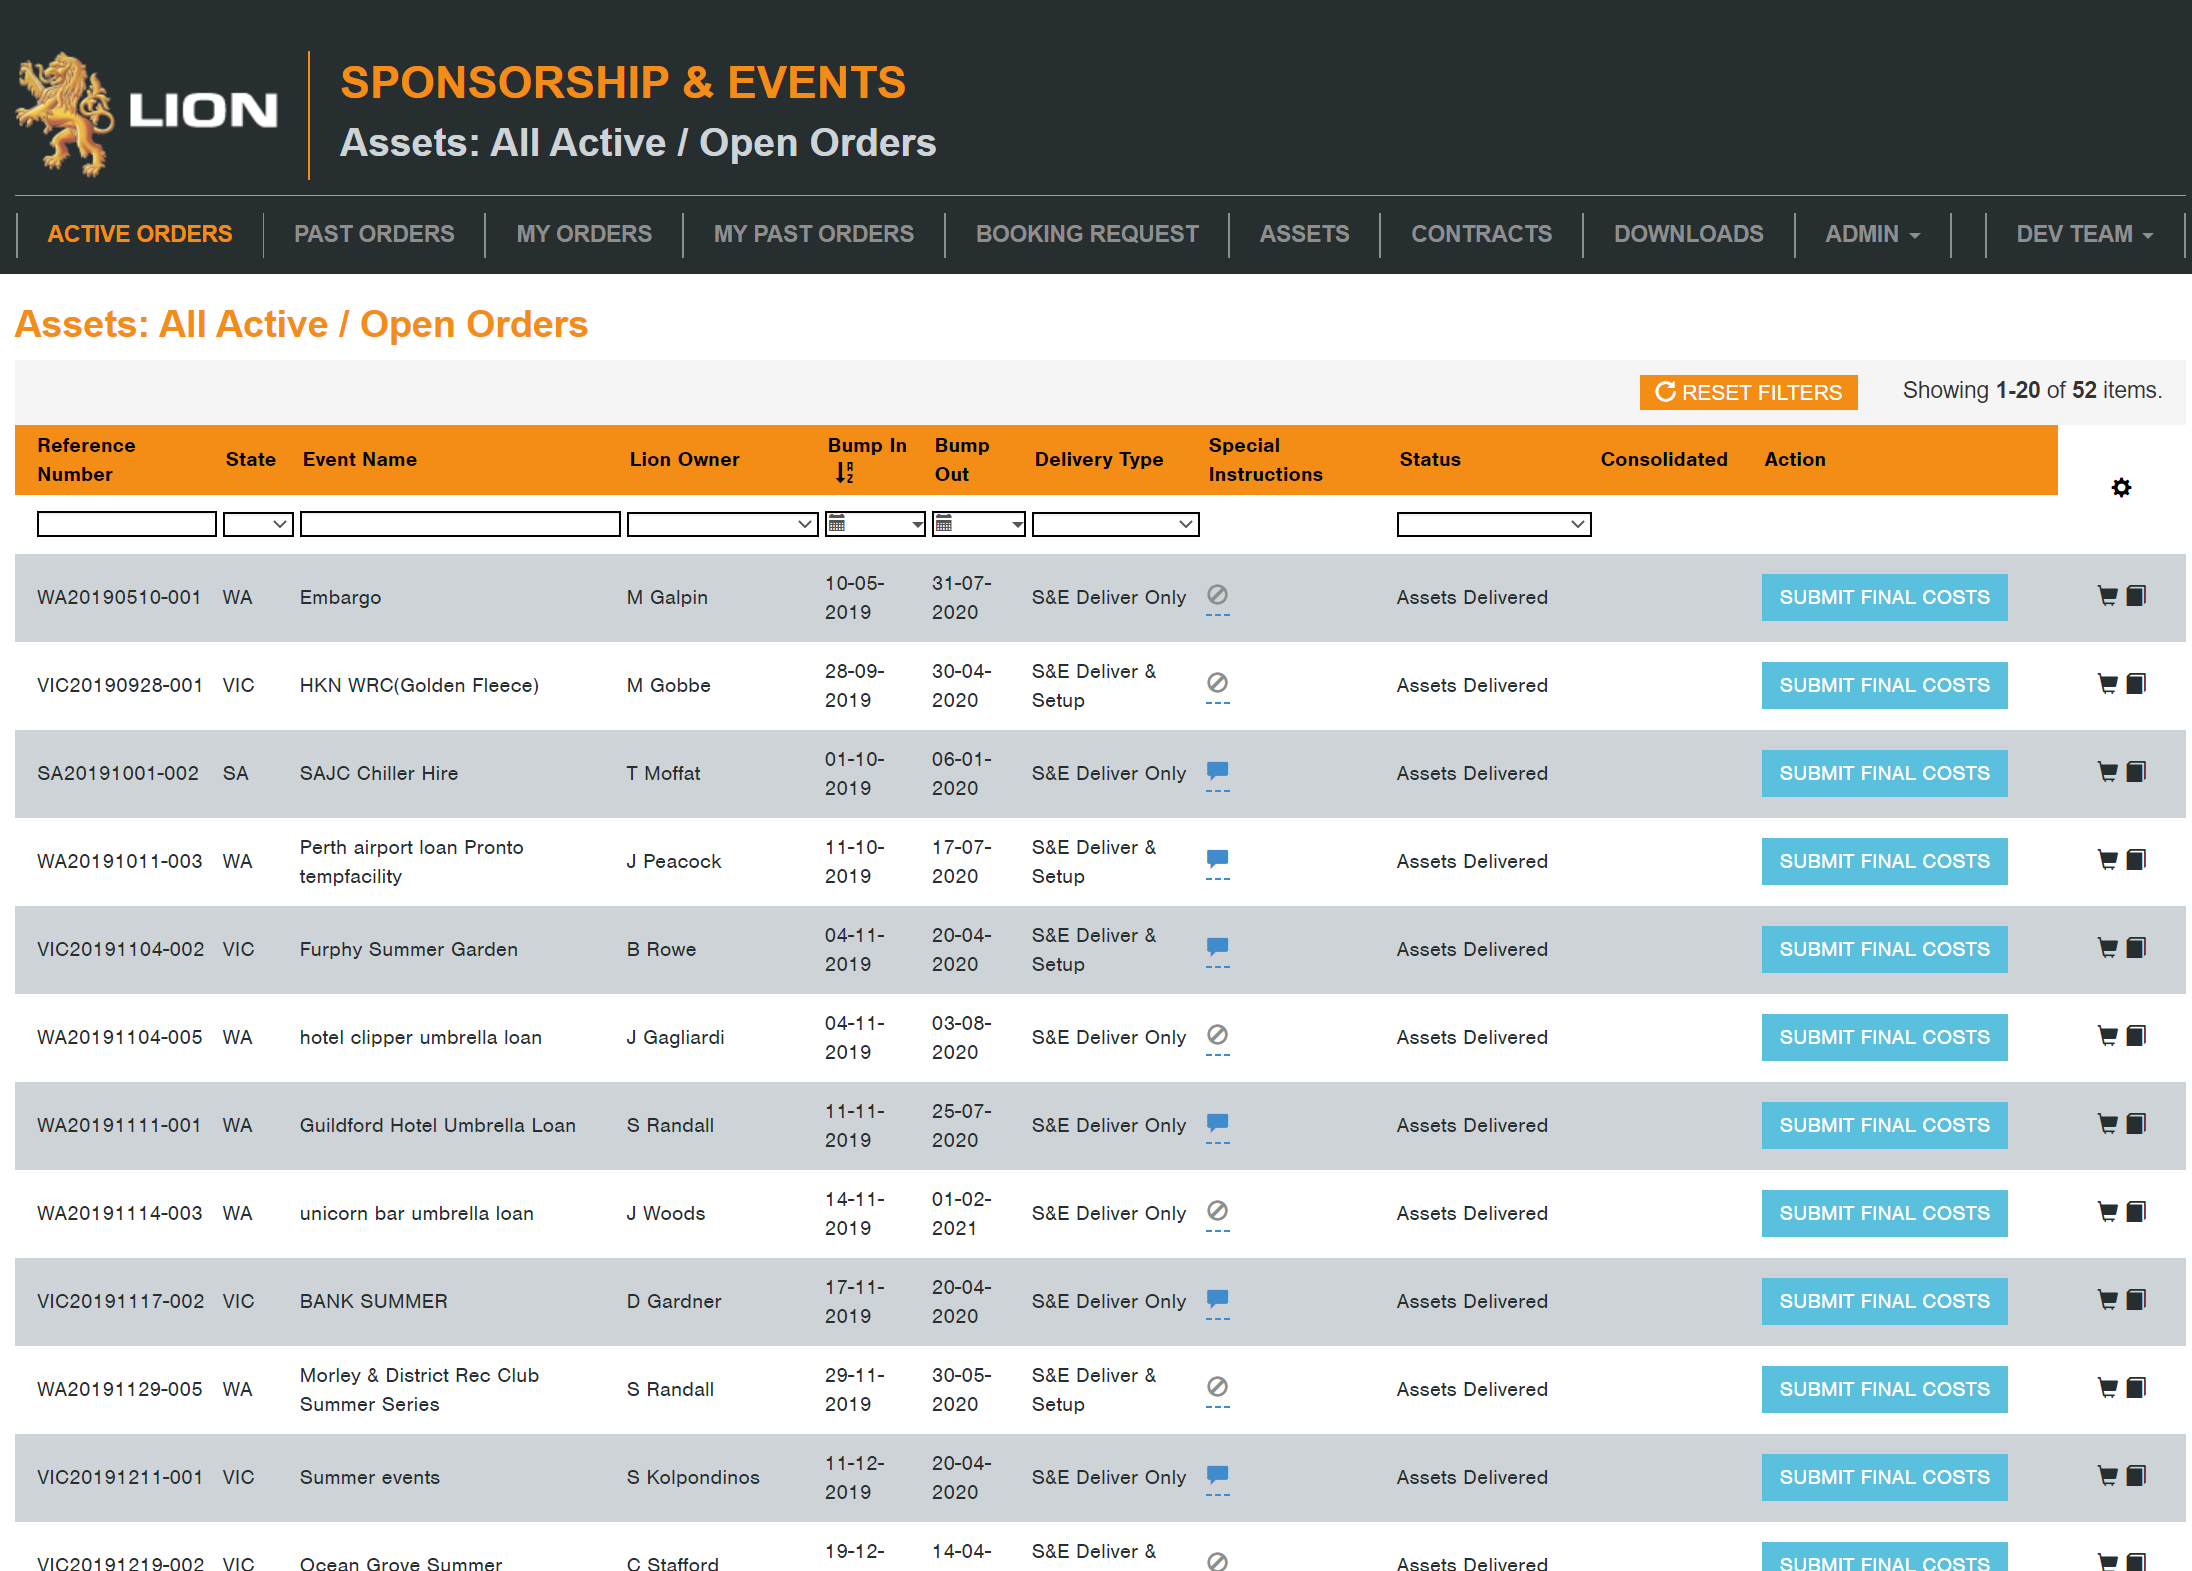 LION
SPONSORSHIP & EVENTS
Assets: All Active / Open Orders
ACTIVE ORDERS PAST ORDERS MY ORDERS MY PAST ORDERS BOOKING REQUEST ASSETS CONTRACTS DOWNLOADS ADMIN DEV TEAM
Assets: All Active / Open Orders
RESET FILTERS Showing 1-20 of 52 items.
Reference Number State Event Name Lion Owner Bump In Bump Out Delivery Type Special Instructions Status Consolidated Action
WA20190510-001 WA Embargo M Galpin 10-05-2019 31-07-2020 S&E Deliver Only Assets Delivered SUBMIT FINAL COSTS
VIC20190928-001 VIC HKN WRC(Golden Fleece) M Gobbe 28-09-2019 30-04-2020 S&E Deliver & Setup Assets Delivered SUBMIT FINAL COSTS
SA20191001-002 SA SAJC Chiller Hire T Moffat 01-10-2019 06-01-2020 S&E Deliver Only Assets Delivered SUBMIT FINAL COSTS
WA20191011-003 WA Perth airport loan Pronto tempfacility J Peacock 11-10-2019 17-07-2020 S&E Deliver & Setup Assets Delivered SUBMIT FINAL COSTS
VIC20191104-002 VIC Furphy Summer Garden B Rowe 04-11-2019 20-04-2020 S&E Deliver & Setup Assets Delivered SUBMIT FINAL COSTS
WA20191104-005 WA hotel clipper umbrella loan J Gagliardi 04-11-2019 03-08-2020 S&E Deliver Only Assets Delivered SUBMIT FINAL COSTS
WA20191111-001 WA Guildford Hotel Umbrella Loan S Randall 11-11-2019 25-07-2020 S&E Deliver Only Assets Delivered SUBMIT FINAL COSTS
WA20191114-003 WA unicorn bar umbrella loan J Woods 14-11-2019 01-02-2021 S&E Deliver Only Assets Delivered SUBMIT FINAL COSTS
VIC20191117-002 VIC BANK SUMMER D Gardner 17-11-2019 20-04-2020 S&E Deliver Only Assets Delivered SUBMIT FINAL COSTS
WA20191129-005 WA Morley & District Rec Club Summer Series S Randall 29-11-2019 30-05-2020 S&E Deliver & Setup Assets Delivered SUBMIT FINAL COSTS
VIC20191211-001 VIC Summer events S Kolpondinos 11-12-2019 20-04-2020 S&E Deliver Only Assets Delivered SUBMIT FINAL COSTS
VIC20191219-002 VIC Ocean Grove Summer C Stafford 19-12- 14-04- S&E Deliver & Assets Delivered SUBMIT FINAL COSTS